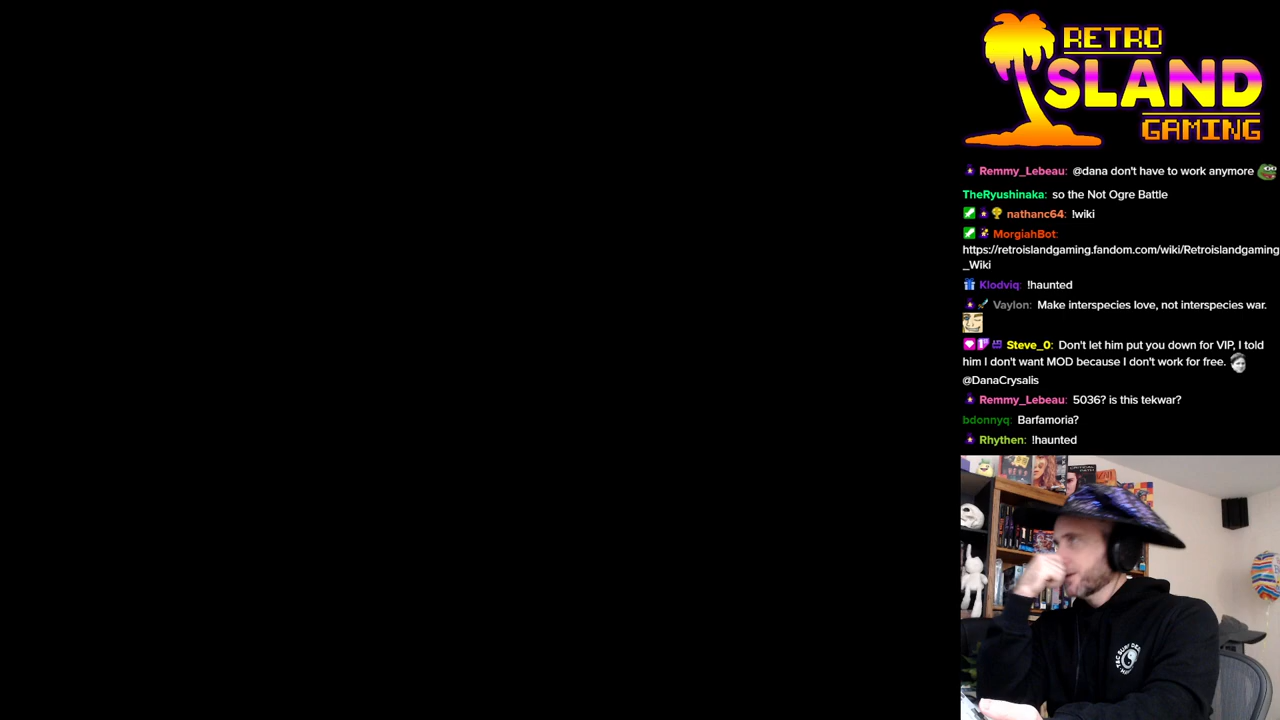 RETRO
ISLAND
GAMING
Remmy_Lebeau: @dana don't have to work anymore
TheRyushinaka: so the Not Ogre Battle
nathanc64: !wiki
MorgiahBot:
https://retroislandgaming.fandom.com/wiki/Retroislandgaming
_Wiki
Klodviq: !haunted
Vaylon: Make interspecies love, not interspecies war.
Steve_0: Don't let him put you down for VIP, I told
him I don't want MOD because I don't work for free.
@DanaCrysalis
Remmy_Lebeau: 5036? is this tekwar?
bdonnyq: Barfamoria?
Rhythen: !haunted